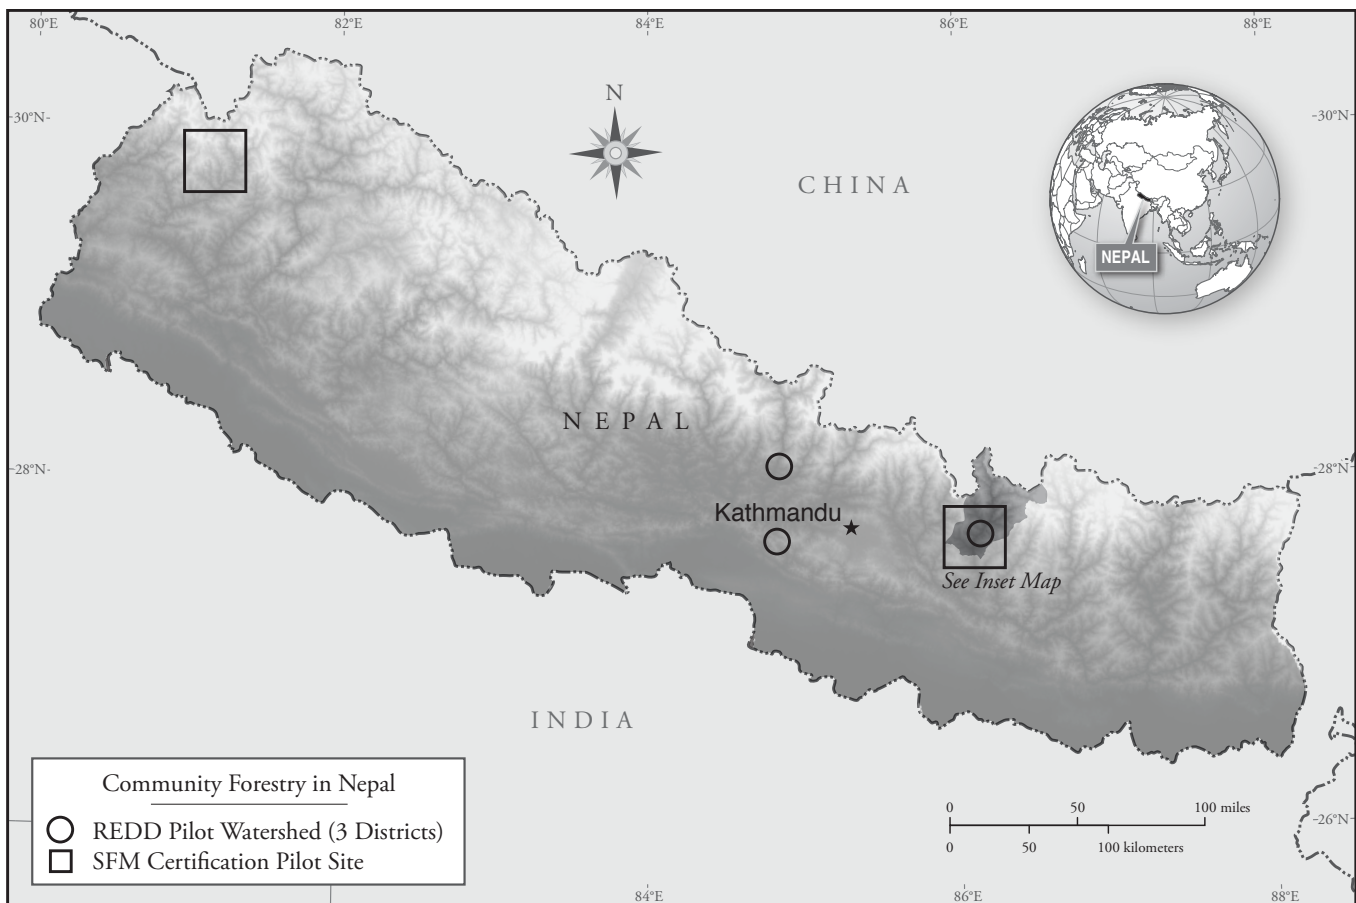 80°E 82°E 84°E 86°E 88°E
N
30°N- -30°N
CHINA
NEPAL
NEPAL
28°N- -28°N
Kathmandu
See Inset Map
INDIA
Community Forestry in Nepal
REDD Pilot Watershed (3 Districts)
SFM Certification Pilot Site
0 50 100 miles
0 50 100 kilometers
-26°N
84°E 86°E 88°E